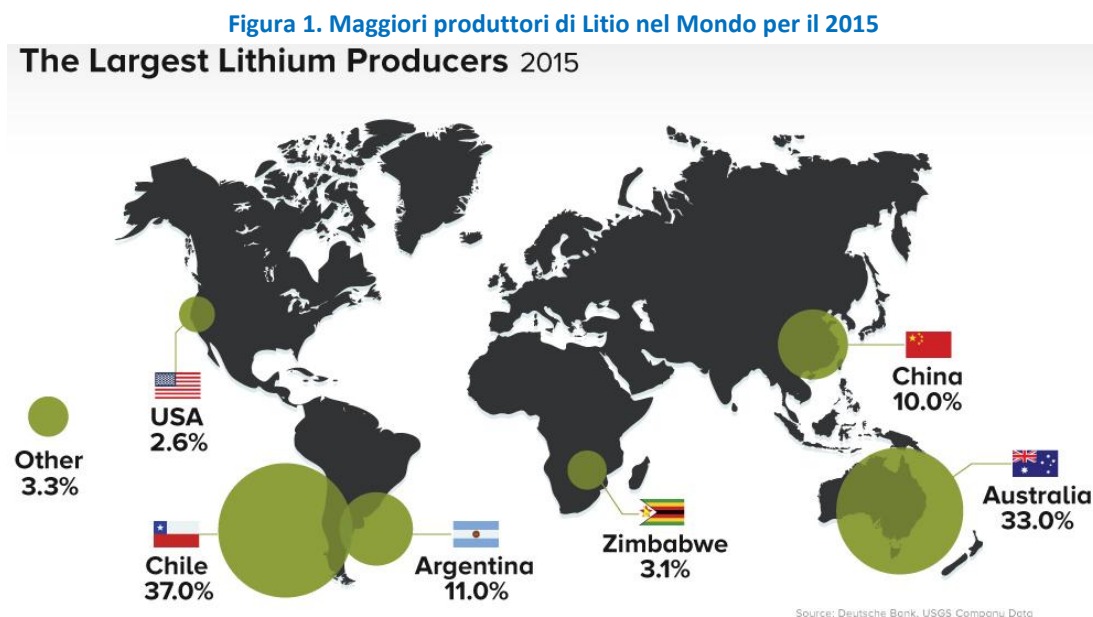 Figura 1. Maggiori produttori di Litio nel Mondo per il 2015
The Largest Lithium Producers 2015
USA
2.6%
Other
3.3%
Chile
37.0%
Argentina
11.0%
Zimbabwe
3.1%
China
10.0%
Australia
33.0%
Source: Deutsche Bank, USGS Company Data